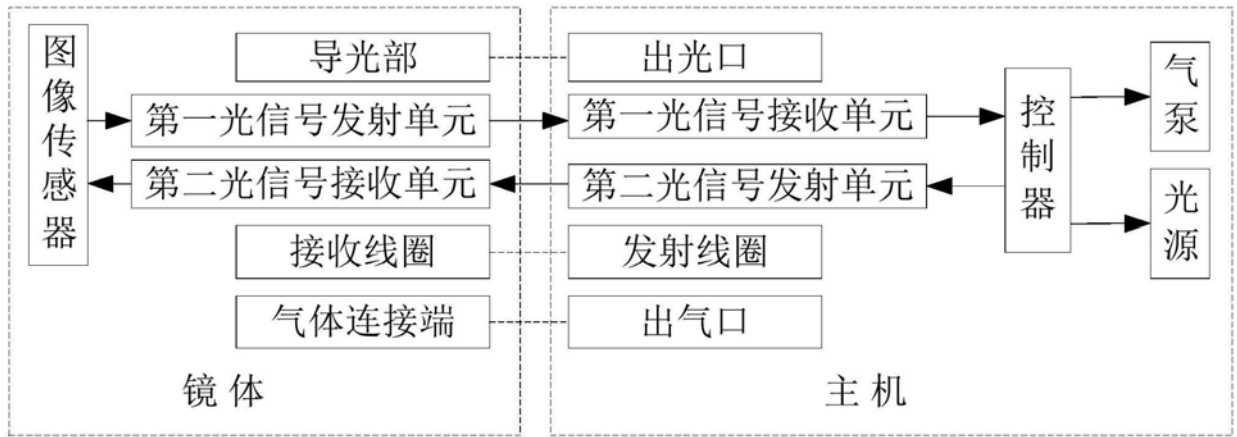 图像传感器
导光部
出光口
第一光信号发射单元
第一光信号接收单元
第二光信号接收单元
第二光信号发射单元
接收线圈
发射线圈
气体连接端
出气口
控制器
气泵
光源
镜体
主机